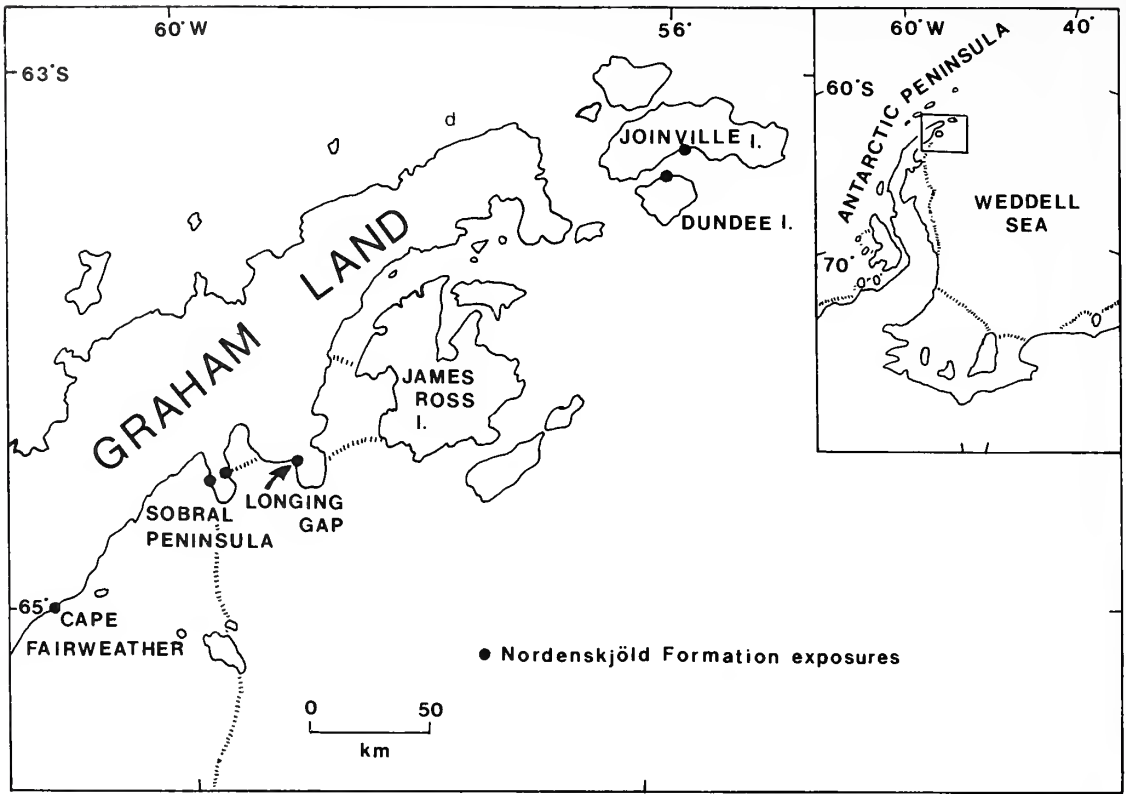 60°W
56°
63°S
d
JOINVILLE I.
DUNDEE I.
GRAHAM LAND
JAMES
ROSS
I.
LONGING
GAP
SOBRAL
PENINSULA
65°
CAPE
FAIRWEATHER
● Nordenskjöld Formation exposures
0 50
km
60°W
40°
60°S
ANTARCTIC PENINSULA
WEDDELL
SEA
70°